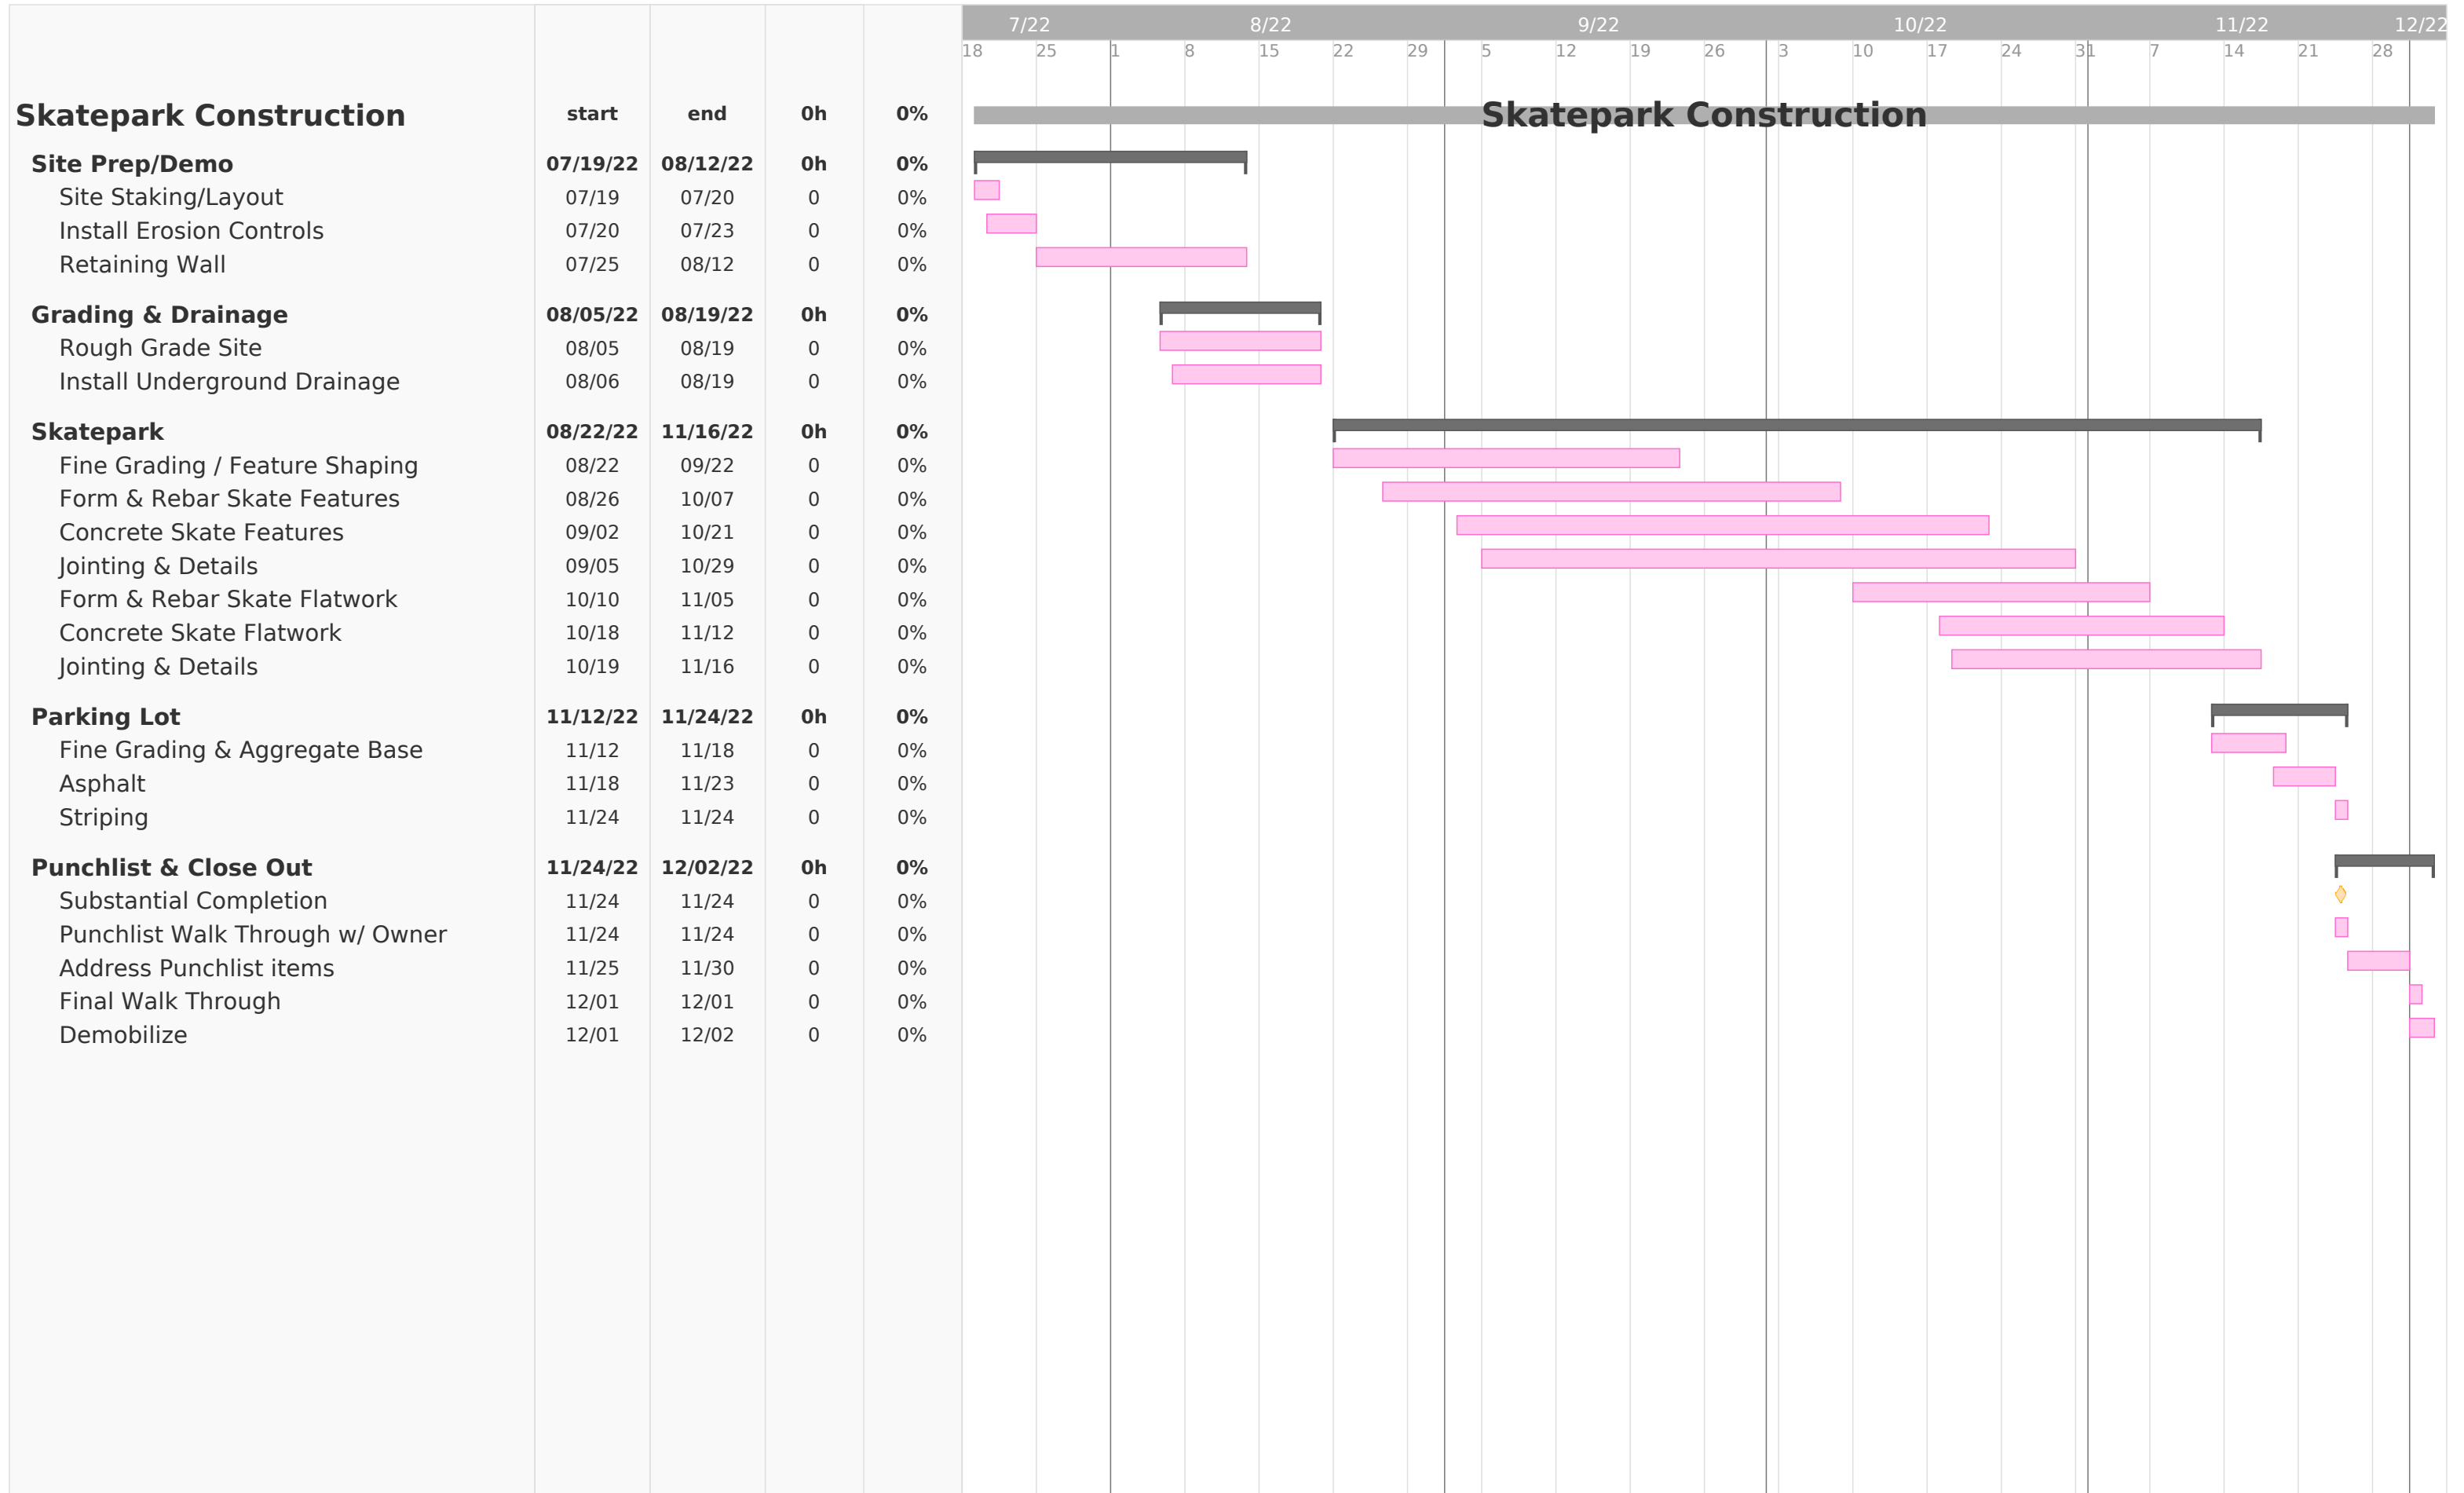 7/22 8/22 9/22 10/22 11/22 12/22
18 25 1 8 15 22 29 5 12 19 26 3 10 17 24 31 7 14 21 28
Skatepark Construction start end 0h 0% Skatepark Construction
Site Prep/Demo 07/19/22 08/12/22 0h 0%
Site Staking/Layout 07/19 07/20 0 0%
Install Erosion Controls 07/20 07/23 0 0%
Retaining Wall 07/25 08/12 0 0%
Grading & Drainage 08/05/22 08/19/22 0h 0%
Rough Grade Site 08/05 08/19 0 0%
Install Underground Drainage 08/06 08/19 0 0%
Skatepark 08/22/22 11/16/22 0h 0%
Fine Grading / Feature Shaping 08/22 09/22 0 0%
Form & Rebar Skate Features 08/26 10/07 0 0%
Concrete Skate Features 09/02 10/21 0 0%
Jointing & Details 09/05 10/29 0 0%
Form & Rebar Skate Flatwork 10/10 11/05 0 0%
Concrete Skate Flatwork 10/18 11/12 0 0%
Jointing & Details 10/19 11/16 0 0%
Parking Lot 11/12/22 11/24/22 0h 0%
Fine Grading & Aggregate Base 11/12 11/18 0 0%
Asphalt 11/18 11/23 0 0%
Striping 11/24 11/24 0 0%
Punchlist & Close Out 11/24/22 12/02/22 0h 0%
Substantial Completion 11/24 11/24 0 0%
Punchlist Walk Through w/ Owner 11/24 11/24 0 0%
Address Punchlist items 11/25 11/30 0 0%
Final Walk Through 12/01 12/01 0 0%
Demobilize 12/01 12/02 0 0%